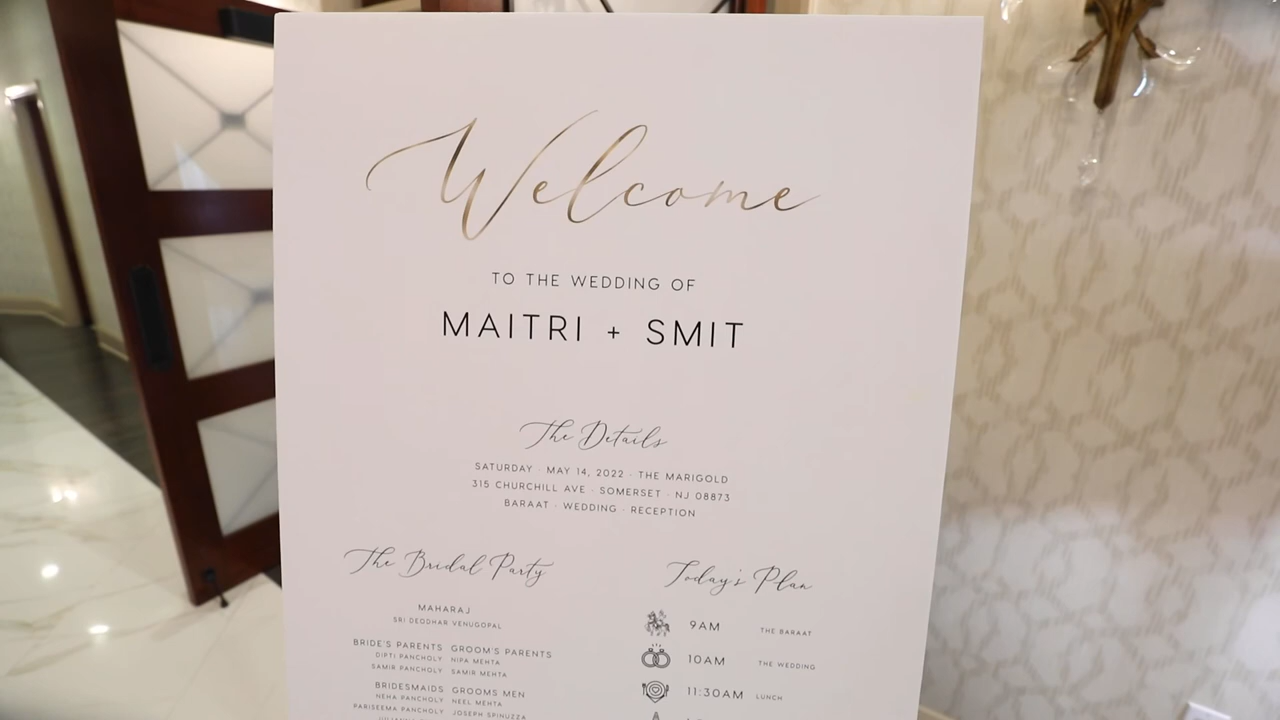 Welcome
TO THE WEDDING OF
MAITRI + SMIT
The Details
SATURDAY · MAY 14, 2022 · THE MARIGOLD
315 CHURCHILL AVE · SOMERSET · NJ 08873
BARAAT · WEDDING · RECEPTION
The Bridal Party
MAHARAJ
SRI DEODHAR VENUGOPAL
BRIDE'S PARENTS GROOM'S PARENTS
DIPTI PANCHOLY NIPA MEHTA
SAMIR PANCHOLY SAMIR MEHTA
BRIDESMAIDS GROOMS MEN
NEHA PANCHOLY NEEL MEHTA
PARISEEMA PANCHOLY JOSEPH SPINUZZA
Today's Plan
9AM THE BARAAT
10AM THE WEDDING
11:30AM LUNCH